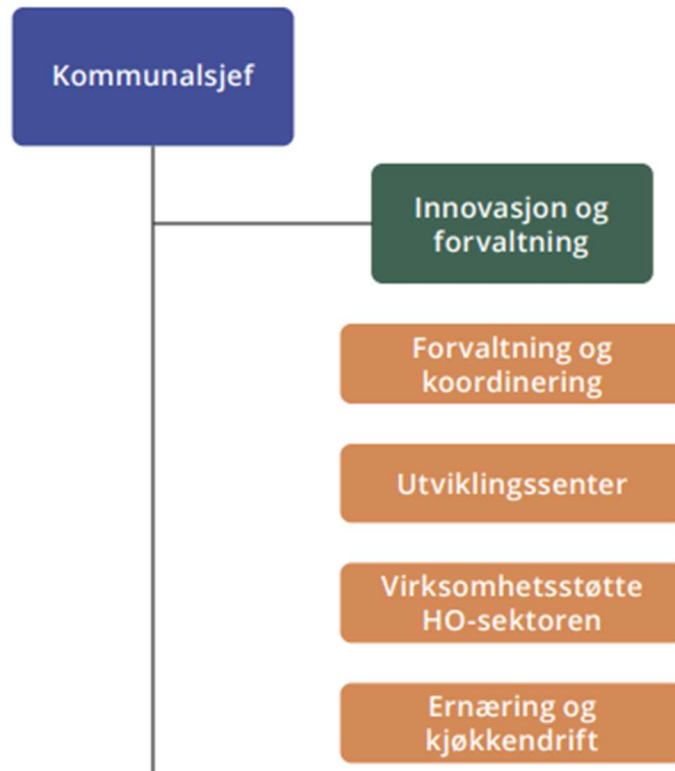 Kommunalsjef
Innovasjon og
forvaltning
Forvaltning og
koordinering
Utviklingssenter
Virksomhetsstøtte
HO-sektoren
Ernæring og
kjøkkendrift